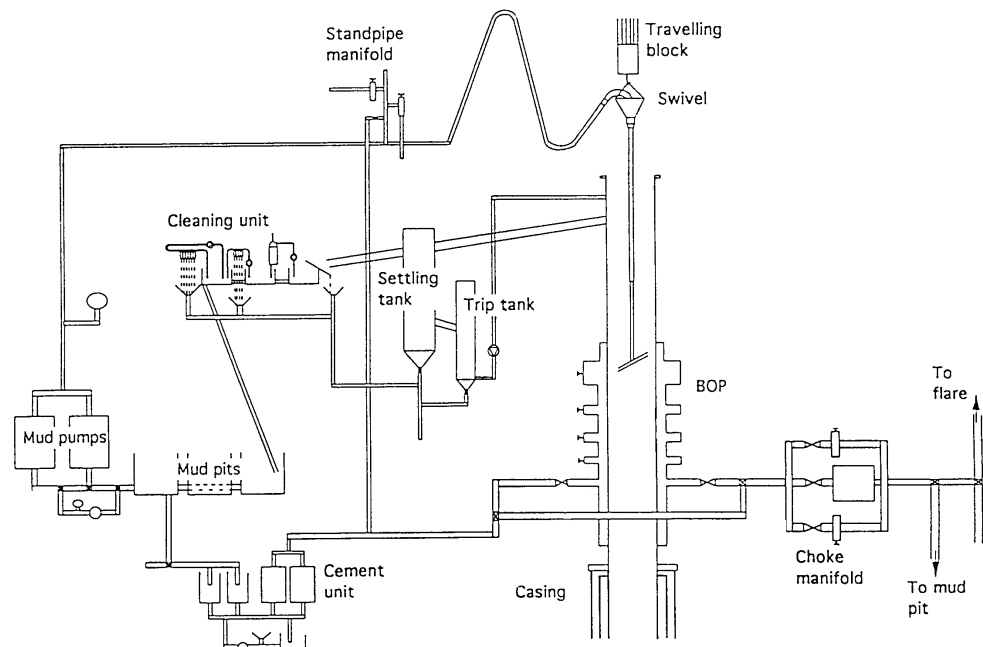 Standpipe
manifold
Travelling
block
Swivel
Cleaning unit
Settling
tank
Trip tank
BOP
To
flare
Mud pumps
Mud pits
Cement
unit
Casing
Choke
manifold
To mud
pit